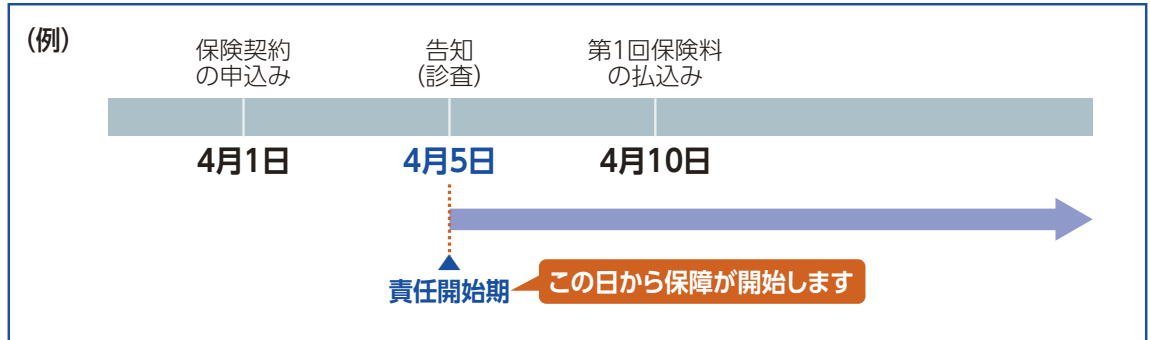 (例)
保険契約
の申込み
告知
(診査)
第1回保険料
の払込み
4月1日
4月5日
4月10日
責任開始期
この日から保障が開始します